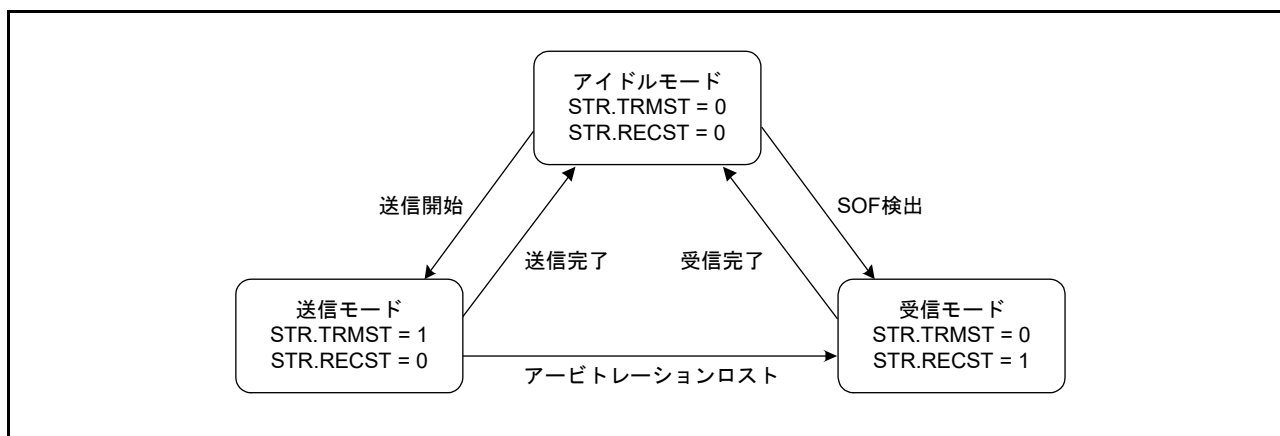 アイドルモード
STR.TRMST = 0
STR.RECST = 0
送信開始
SOF検出
送信完了
受信完了
送信モード
STR.TRMST = 1
STR.RECST = 0
受信モード
STR.TRMST = 0
STR.RECST = 1
アービトレーションロスト